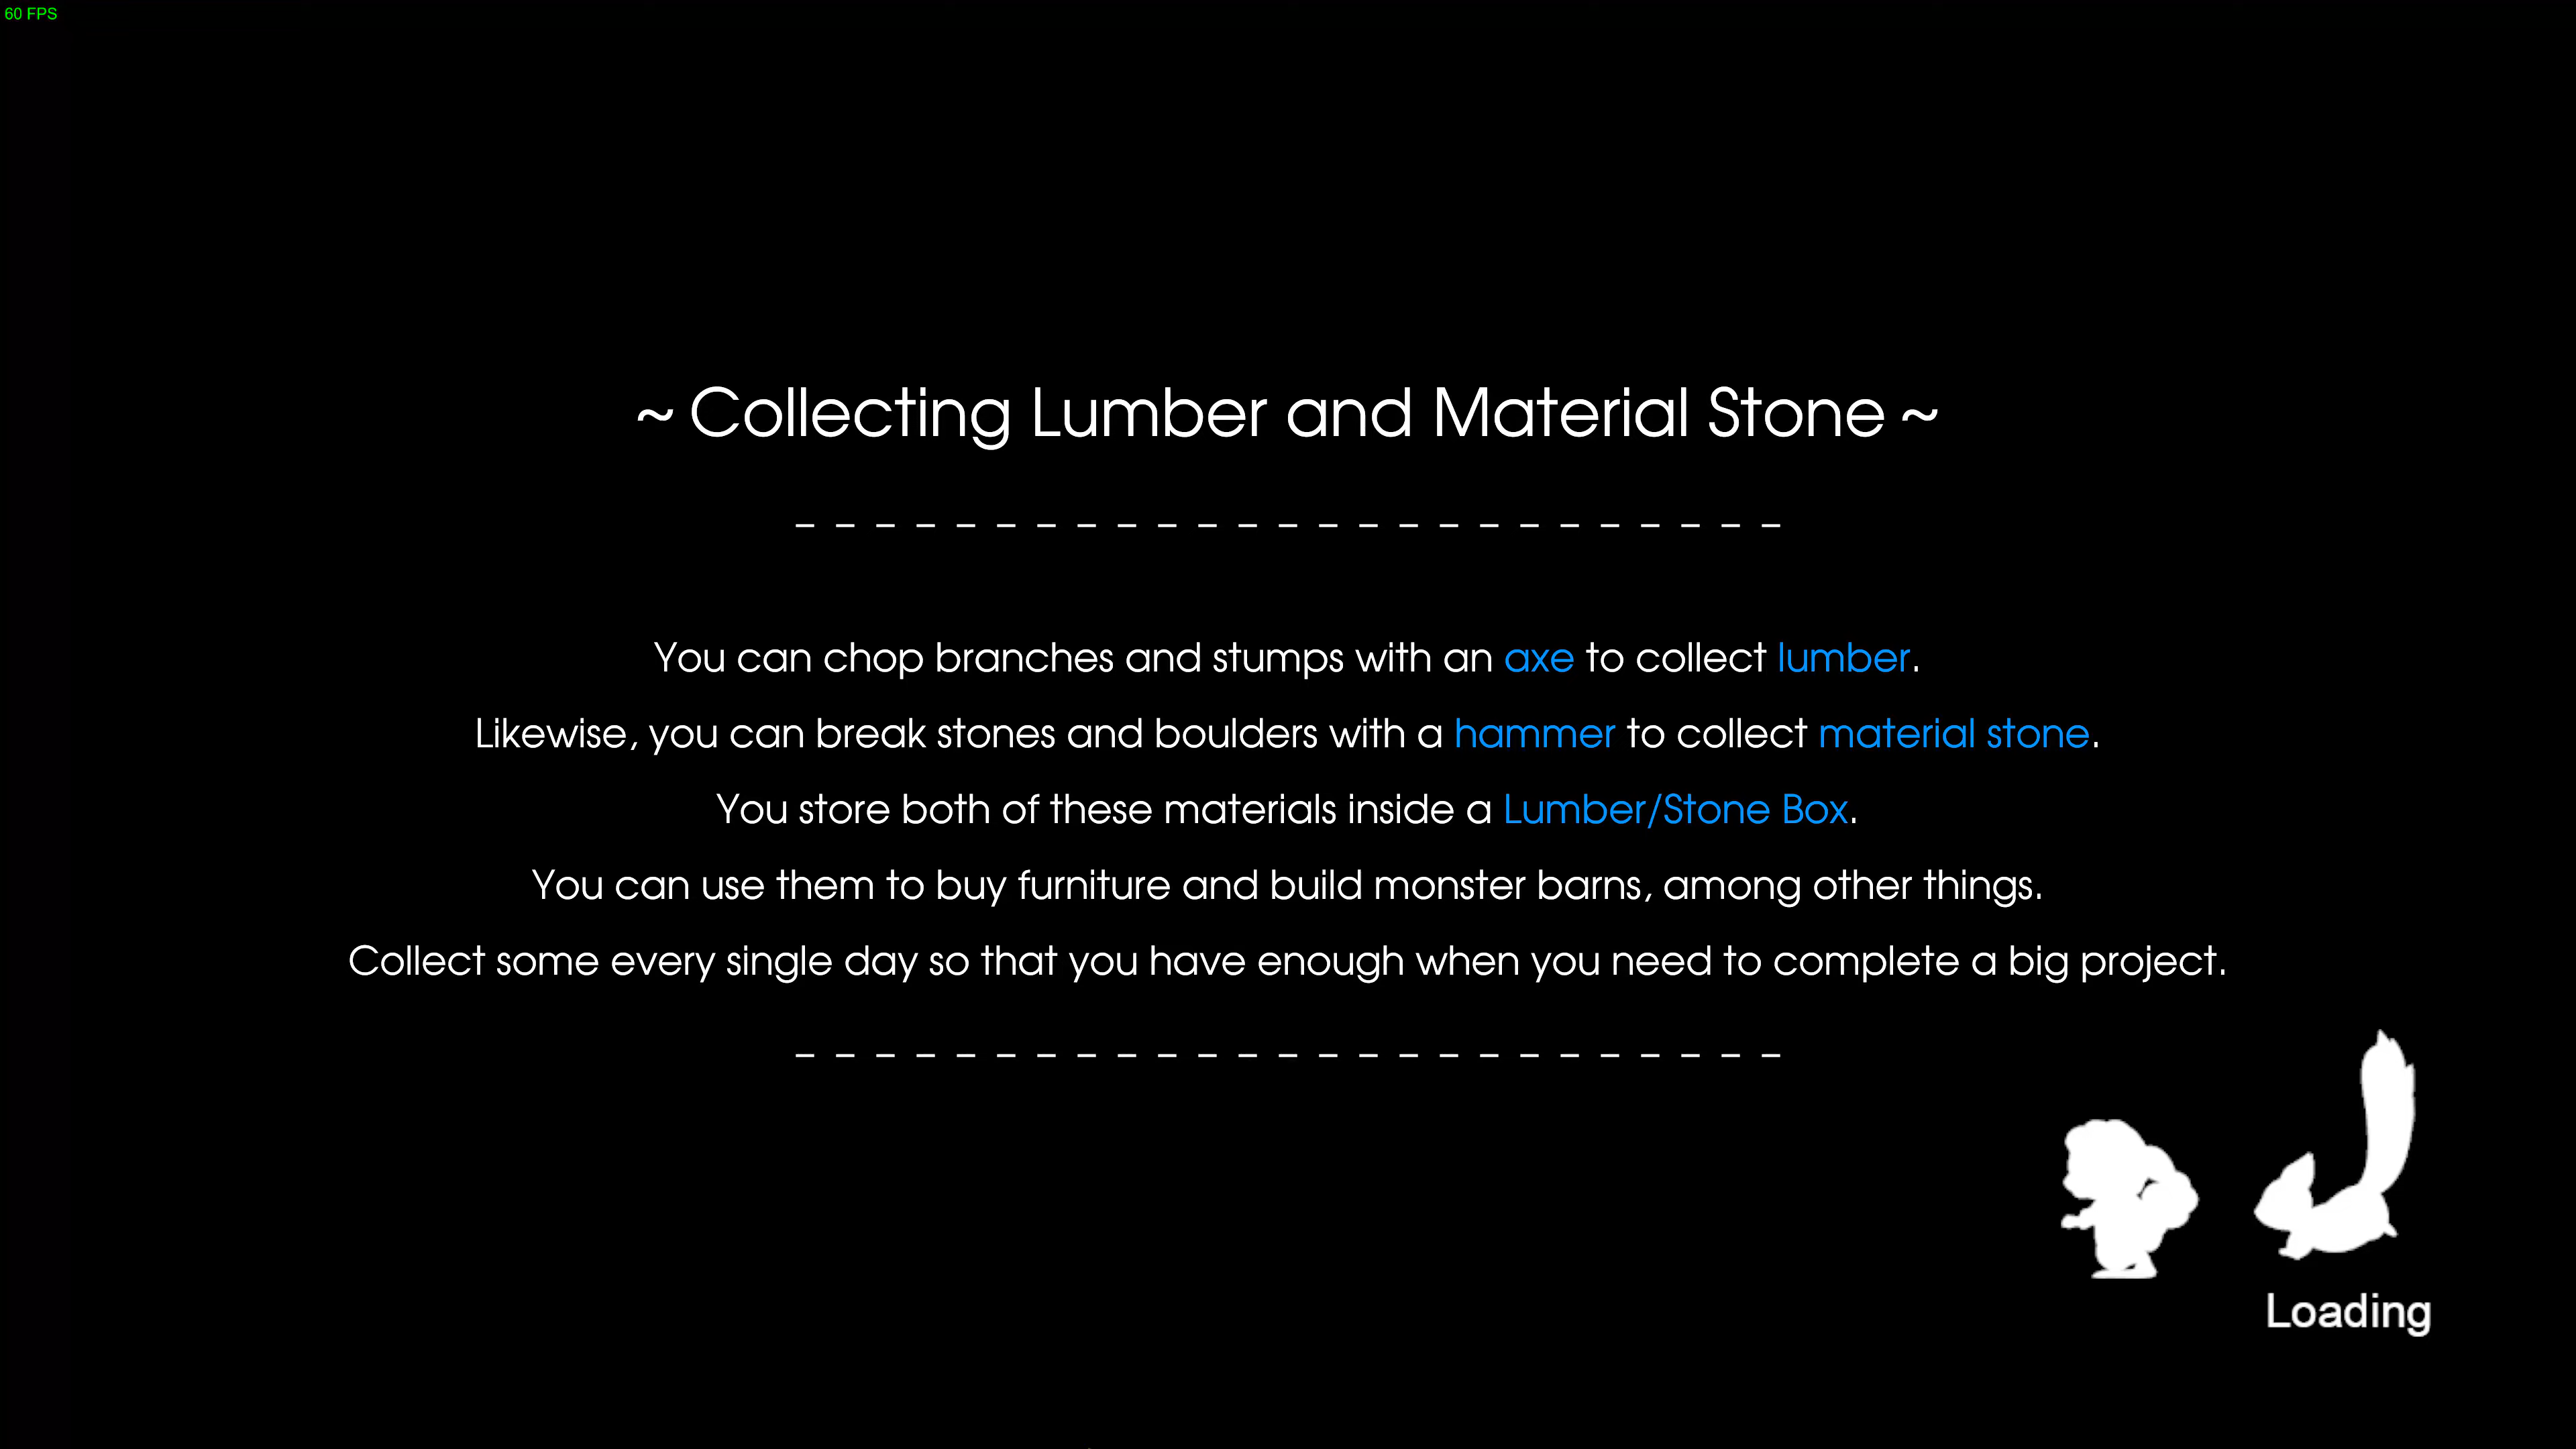 60 FPS
~ Collecting Lumber and Material Stone ~
– – – – – – – – – – – – – – – – – – – – – – – – –
You can chop branches and stumps with an axe to collect lumber.
Likewise, you can break stones and boulders with a hammer to collect material stone.
You store both of these materials inside a Lumber/Stone Box.
You can use them to buy furniture and build monster barns, among other things.
Collect some every single day so that you have enough when you need to complete a big project.
– – – – – – – – – – – – – – – – – – – – – – – – –
Loading